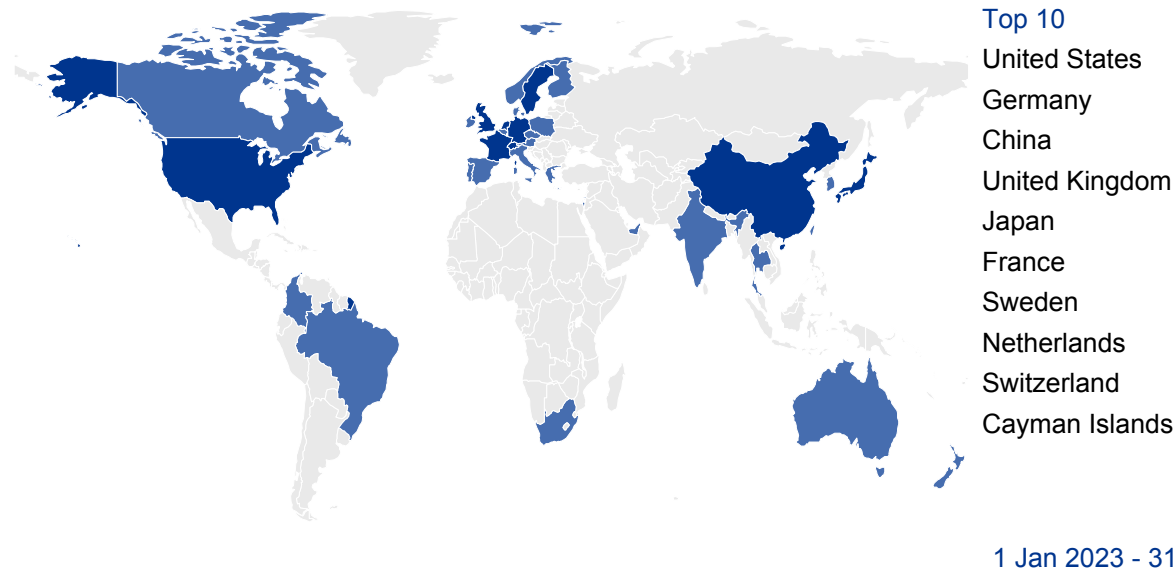 Top 10
United States
Germany
China
United Kingdom
Japan
France
Sweden
Netherlands
Switzerland
Cayman Islands
1 Jan 2023 - 31